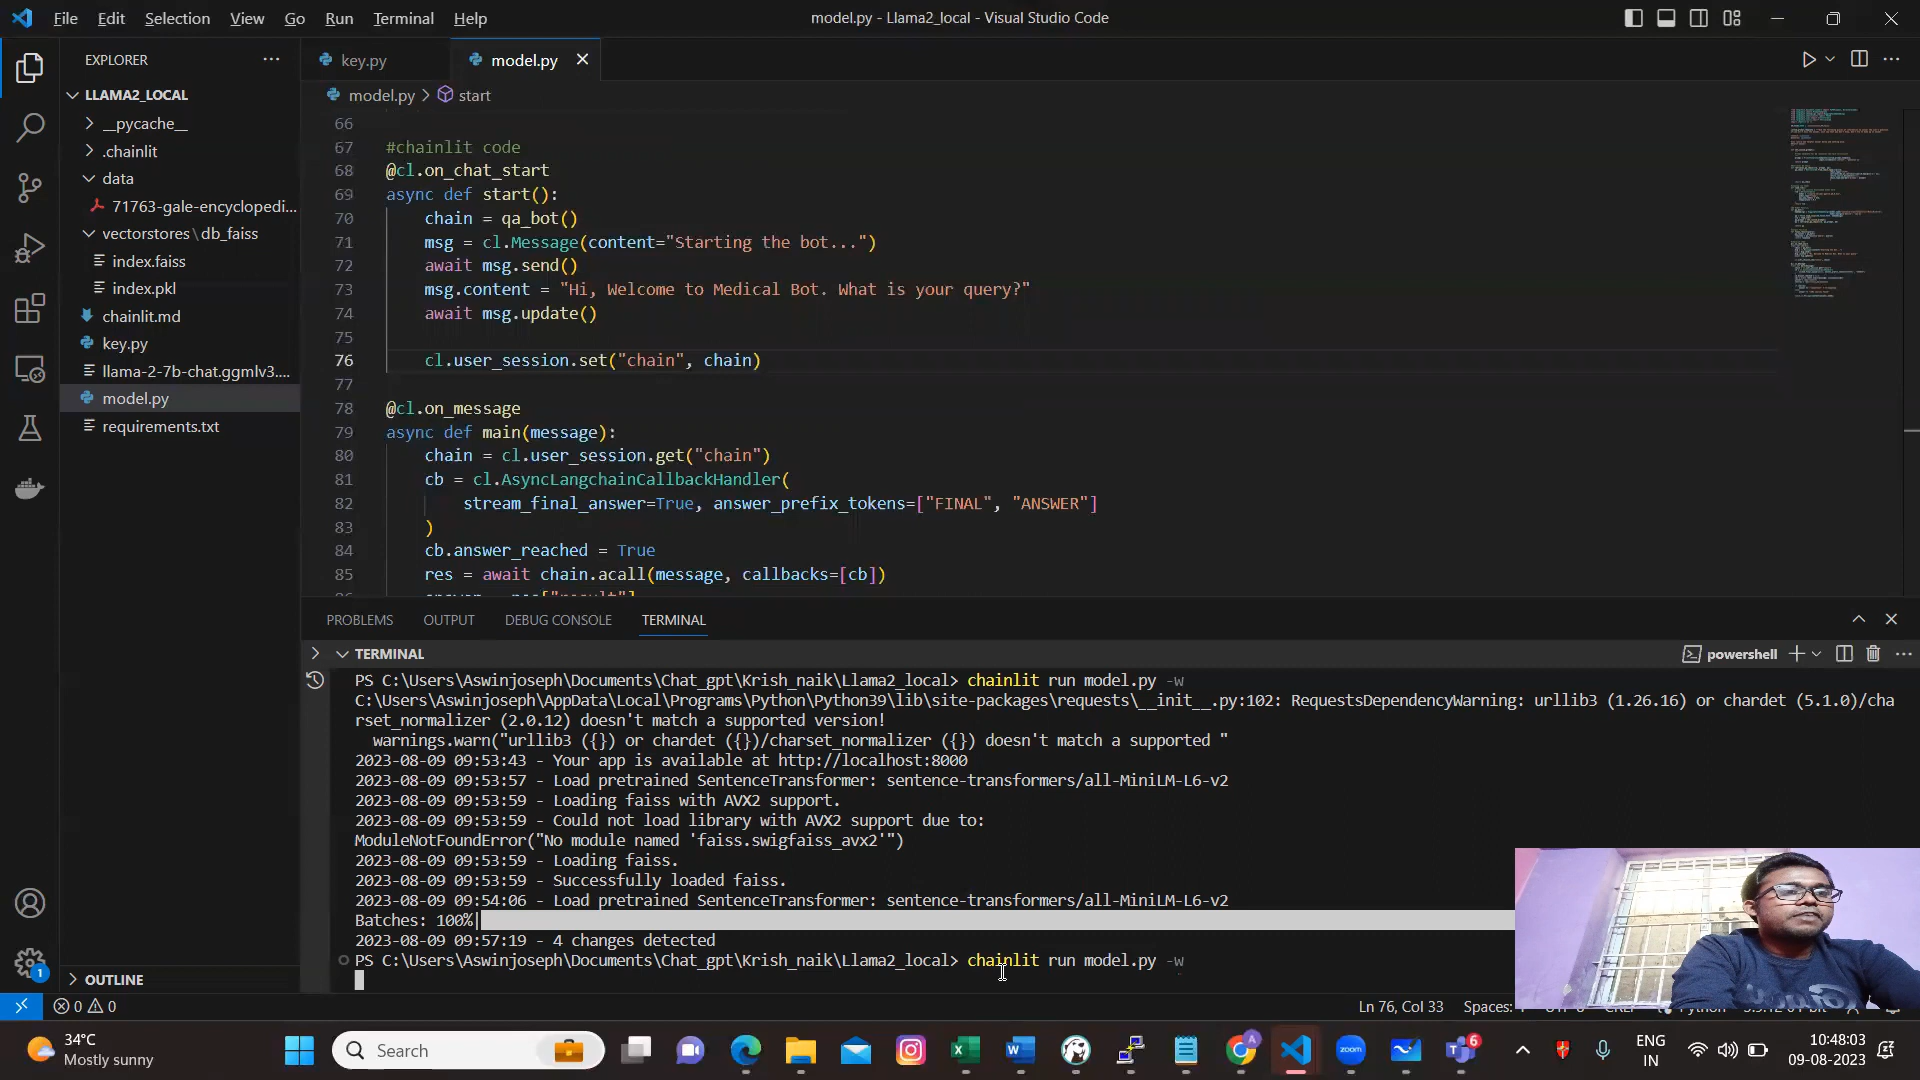 File Edit Selection View Go Run Terminal Help
model.py - Llama2_local - Visual Studio Code
EXPLORER
LLAMA2_LOCAL
__pycache__
.chainlit
data
71763-gale-encyclopedi...
vectorstores\db_faiss
index.faiss
index.pkl
chainlit.md
key.py
llama-2-7b-chat.ggmlv3....
model.py
requirements.txt
OUTLINE
key.py
model.py
model.py > start
66
67 #chainlit code
68 @cl.on_chat_start
69 async def start():
70 chain = qa_bot()
71 msg = cl.Message(content="Starting the bot...")
72 await msg.send()
73 msg.content = "Hi, Welcome to Medical Bot. What is your query?"
74 await msg.update()
75
76 cl.user_session.set("chain", chain)
77
78 @cl.on_message
79 async def main(message):
80 chain = cl.user_session.get("chain")
81 cb = cl.AsyncLangchainCallbackHandler(
82 stream_final_answer=True, answer_prefix_tokens=["FINAL", "ANSWER"]
83 )
84 cb.answer_reached = True
85 res = await chain.acall(message, callbacks=[cb])
PROBLEMS OUTPUT DEBUG CONSOLE TERMINAL
TERMINAL
powershell
PS C:\Users\Aswinjoseph\Documents\Chat_gpt\Krish_naik\Llama2_local> chainlit run model.py -w
C:\Users\Aswinjoseph\AppData\Local\Programs\Python\Python39\lib\site-packages\requests\__init__.py:102: RequestsDependencyWarning: urllib3 (1.26.16) or chardet (5.1.0)/cha
rset_normalizer (2.0.12) doesn't match a supported version!
warnings.warn("urllib3 ({}) or chardet ({})/charset_normalizer ({}) doesn't match a supported "
2023-08-09 09:53:43 - Your app is available at http://localhost:8000
2023-08-09 09:53:57 - Load pretrained SentenceTransformer: sentence-transformers/all-MiniLM-L6-v2
2023-08-09 09:53:59 - Loading faiss with AVX2 support.
2023-08-09 09:53:59 - Could not load library with AVX2 support due to:
ModuleNotFoundError("No module named 'faiss.swigfaiss_avx2'")
2023-08-09 09:53:59 - Loading faiss.
2023-08-09 09:53:59 - Successfully loaded faiss.
2023-08-09 09:54:06 - Load pretrained SentenceTransformer: sentence-transformers/all-MiniLM-L6-v2
Batches: 100%|
2023-08-09 09:57:19 - 4 changes detected
PS C:\Users\Aswinjoseph\Documents\Chat_gpt\Krish_naik\Llama2_local> chainlit run model.py -w
0 0
Ln 76, Col 33
Spaces:
34°C
Mostly sunny
Search
zoom
6
ENG
IN
10:48:03
09-08-2023